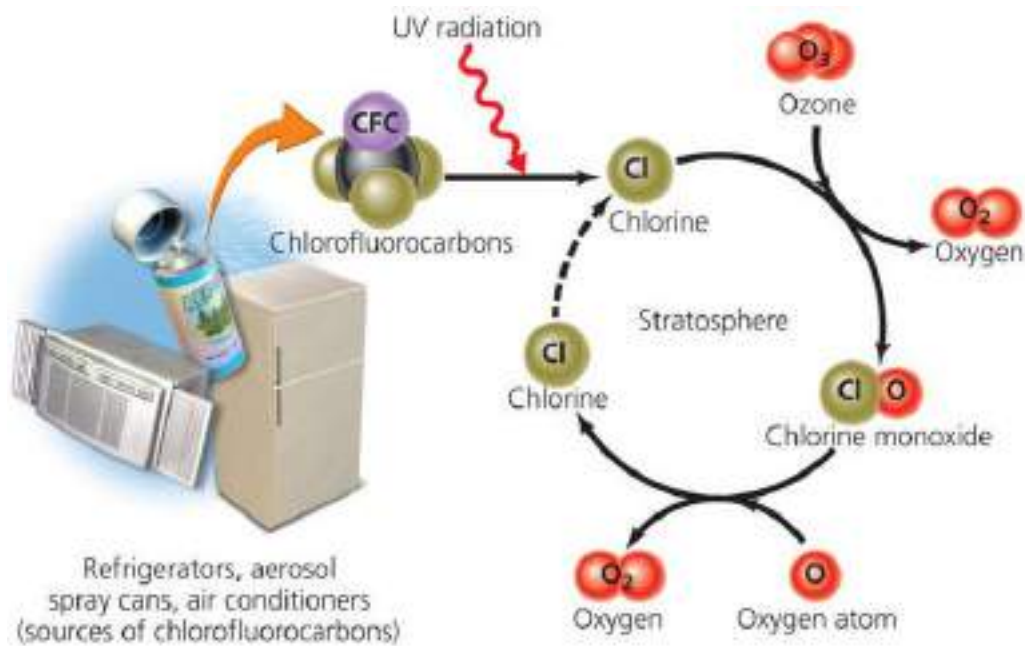 UV radiation
O3
Ozone
CFC
Cl
Chlorine
Chlorofluorocarbons
O2
Oxygen
Stratosphere
Cl
Chlorine
Cl O
Chlorine monoxide
O2
Oxygen
O
Oxygen atom
Refrigerators, aerosol
spray cans, air conditioners
(sources of chlorofluorocarbons)